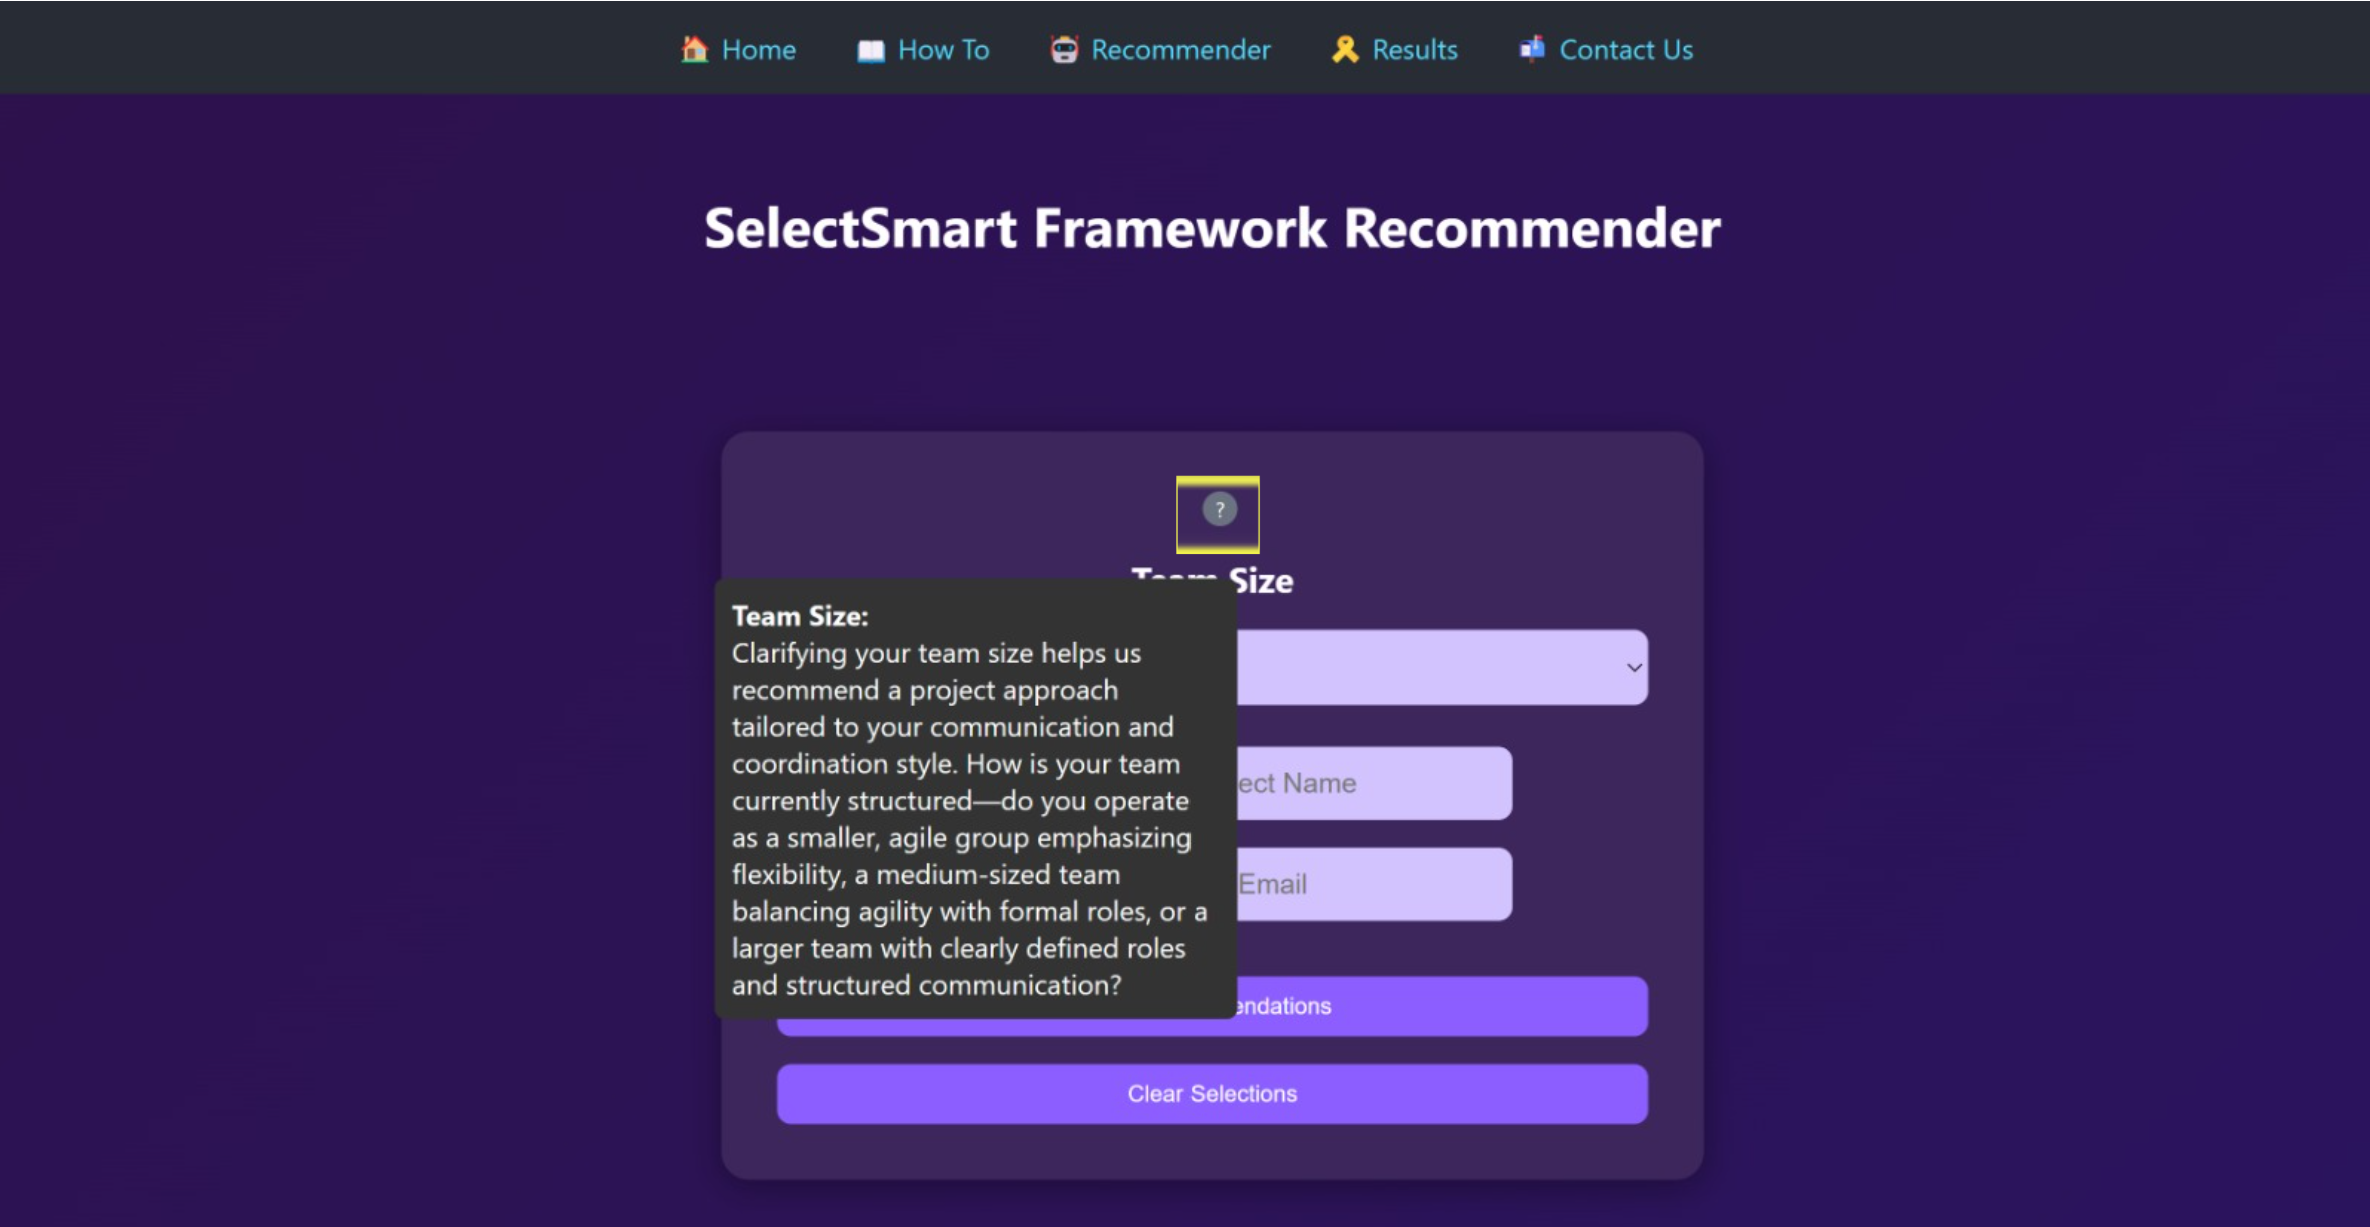 Home How To Recommender Results Contact Us
SelectSmart Framework Recommender
?
Team Size
Team Size:
Clarifying your team size helps us
recommend a project approach
tailored to your communication and
coordination style. How is your team
currently structured—do you operate
as a smaller, agile group emphasizing
flexibility, a medium-sized team
balancing agility with formal roles, or a
larger team with clearly defined roles
and structured communication?
ect Name
Email
endations
Clear Selections